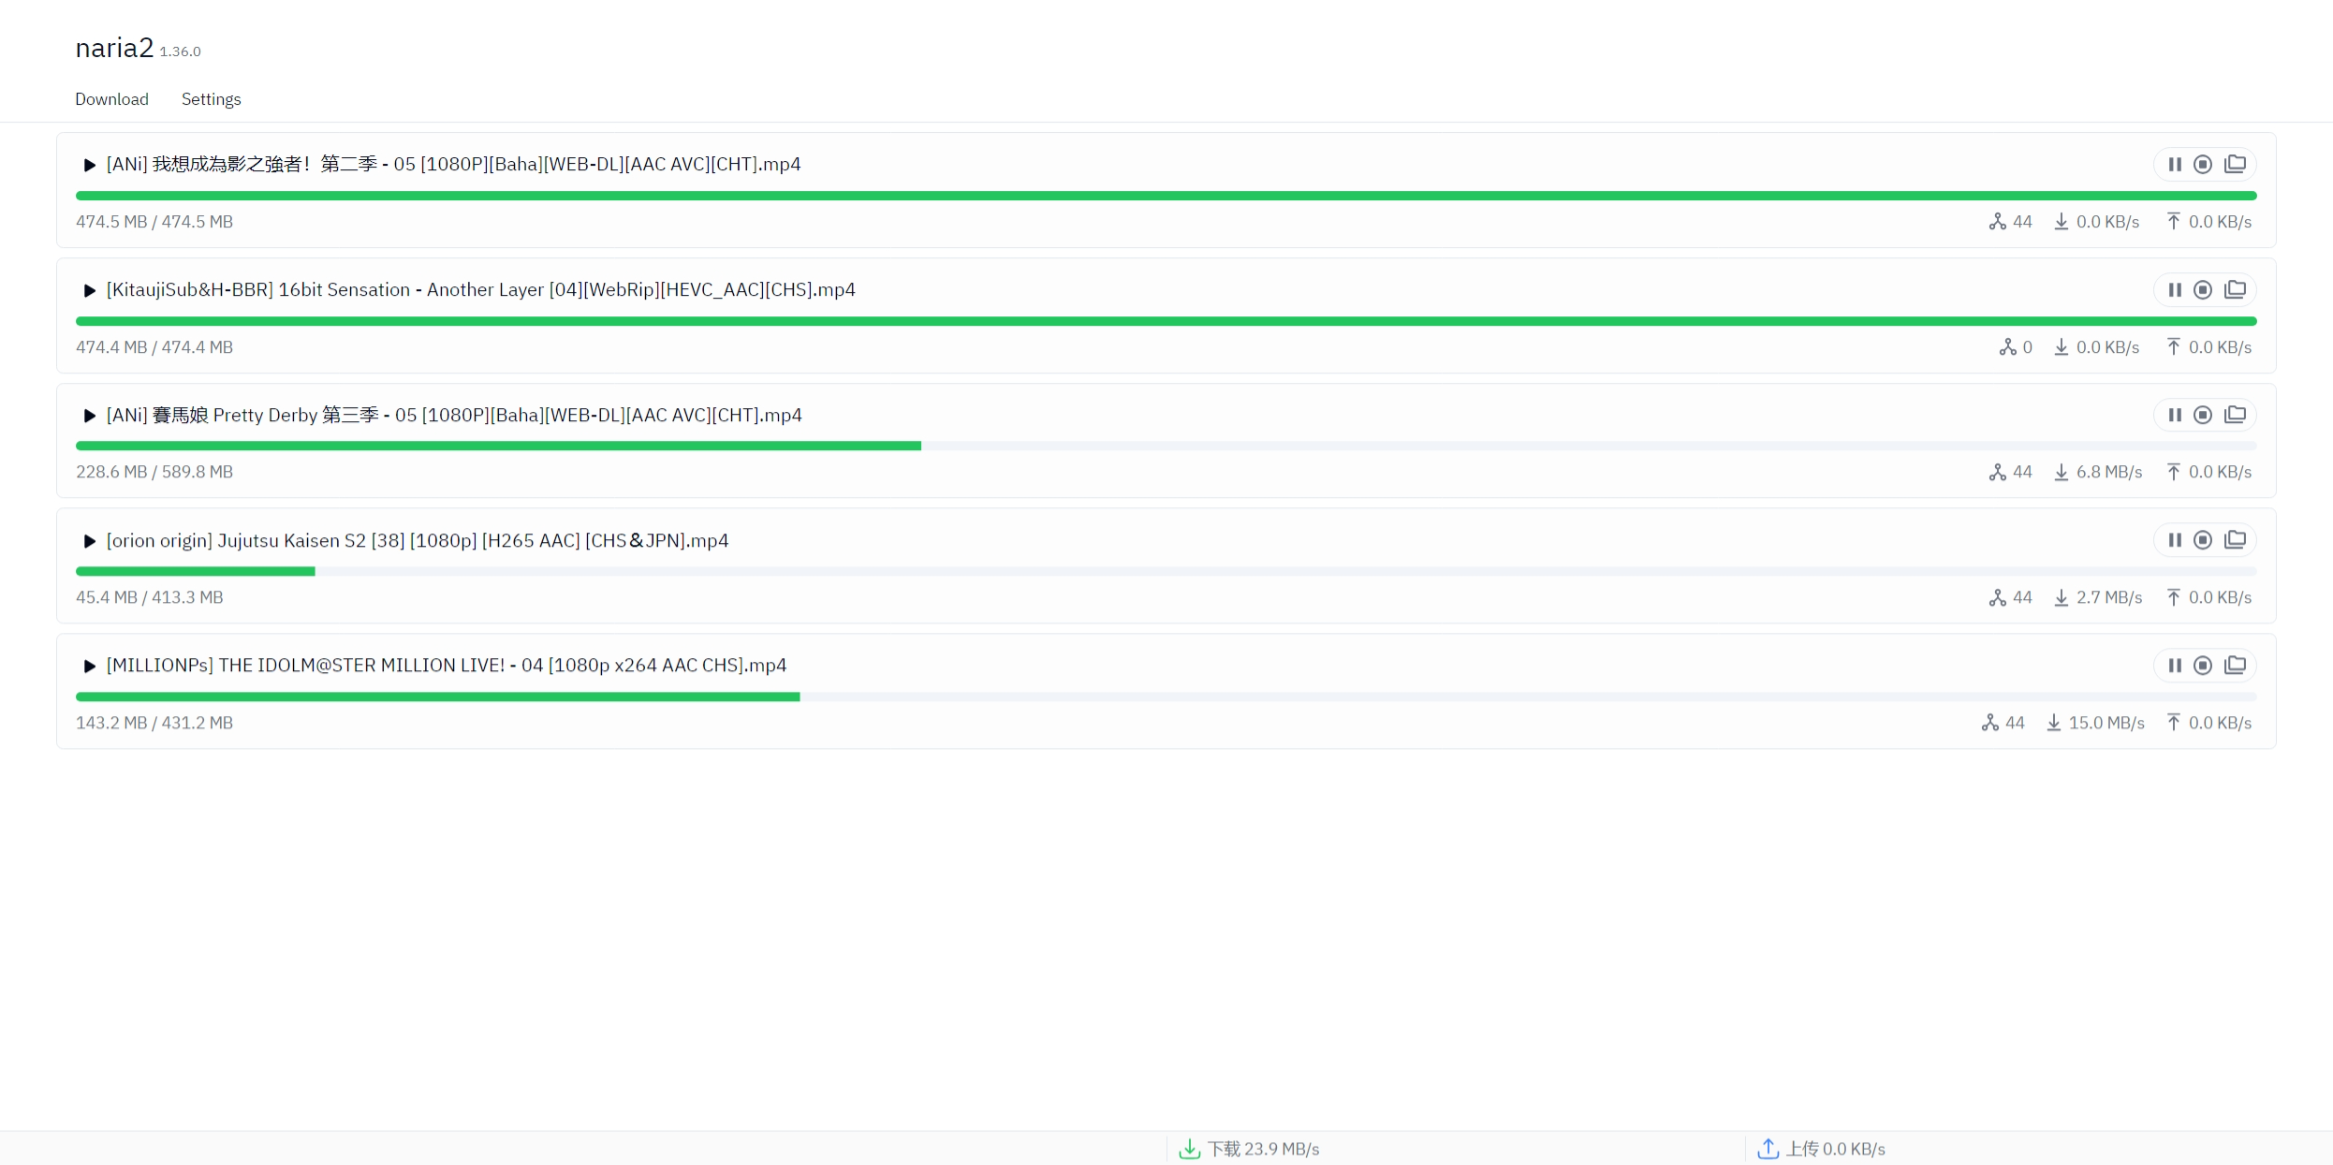 naria2 1.36.0
Download Settings
[ANi] 我想成為影之強者！第二季 - 05 [1080P][Baha][WEB-DL][AAC AVC][CHT].mp4
474.5 MB / 474.5 MB 44 0.0 KB/s 0.0 KB/s
[KitaujiSub&H-BBR] 16bit Sensation - Another Layer [04][WebRip][HEVC_AAC][CHS].mp4
474.4 MB / 474.4 MB 0 0.0 KB/s 0.0 KB/s
[ANi] 賽馬娘 Pretty Derby 第三季 - 05 [1080P][Baha][WEB-DL][AAC AVC][CHT].mp4
228.6 MB / 589.8 MB 44 6.8 MB/s 0.0 KB/s
[orion origin] Jujutsu Kaisen S2 [38] [1080p] [H265 AAC] [CHS＆JPN].mp4
45.4 MB / 413.3 MB 44 2.7 MB/s 0.0 KB/s
[MILLIONPs] THE IDOLM@STER MILLION LIVE! - 04 [1080p x264 AAC CHS].mp4
143.2 MB / 431.2 MB 44 15.0 MB/s 0.0 KB/s
下载 23.9 MB/s 上传 0.0 KB/s